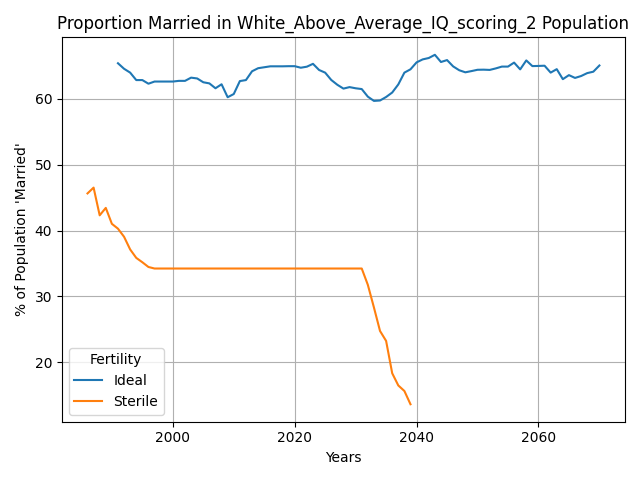 Proportion Married in White_Above_Average_IQ_scoring_2 Population
% of Population 'Married'
60
50
40
30
20
Fertility
Ideal
Sterile
2000 2020 2040 2060
Years